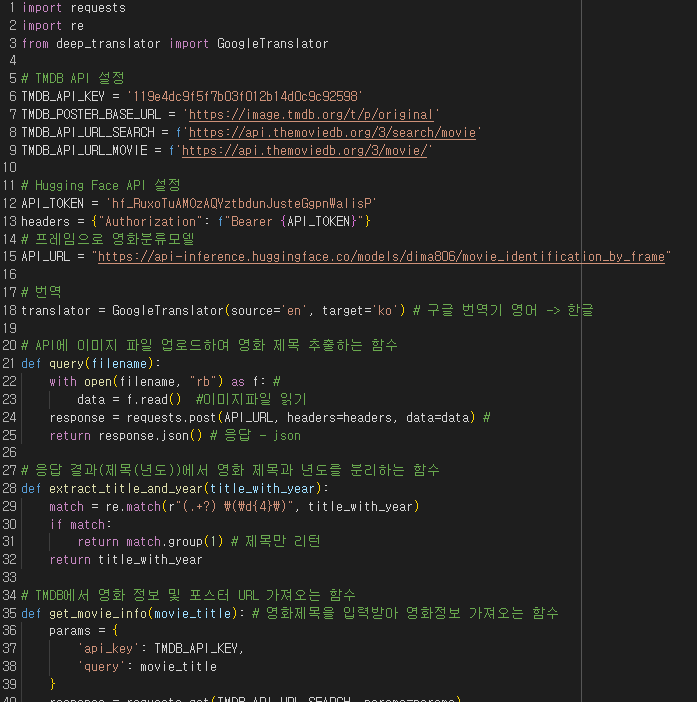 1 import requests
2 import re
3 from deep_translator import GoogleTranslator
4
5 # TMDB API 설정
6 TMDB_API_KEY = '119e4dc9f5f7b03f012b14d0c9c92598'
7 TMDB_POSTER_BASE_URL = 'https://image.tmdb.org/t/p/original'
8 TMDB_API_URL_SEARCH = f'https://api.themoviedb.org/3/search/movie'
9 TMDB_API_URL_MOVIE = f'https://api.themoviedb.org/3/movie/'
10
11 # Hugging Face API 설정
12 API_TOKEN = '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'
13 headers = {"Authorization": f"Bearer {API_TOKEN}"}
14 # 프레임으로 영화분류모델
15 API_URL = "https://api-inference.huggingface.co/models/dima806/movie_identification_by_frame"
16
17 # 번역
18 translator = GoogleTranslator(source='en', target='ko') # 구글 번역기 영어 -> 한글
19
20 # API에 이미지 파일 업로드하여 영화 제목 추출하는 함수
21 def query(filename):
22     with open(filename, "rb") as f: #
23         data = f.read()  #이미지파일 읽기
24     response = requests.post(API_URL, headers=headers, data=data) #
25     return response.json() # 응답 - json
26
27 # 응답 결과(제목(년도))에서 영화 제목과 년도를 분리하는 함수
28 def extract_title_and_year(title_with_year):
29     match = re.match(r"(.+?) ₩(₩d{4}₩)", title_with_year)
30     if match:
31         return match.group(1) # 제목만 리턴
32     return title_with_year
33
34 # TMDB에서 영화 정보 및 포스터 URL 가져오는 함수
35 def get_movie_info(movie_title): # 영화제목을 입력받아 영화정보 가져오는 함수
36     params = {
37         'api_key': TMDB_API_KEY,
38         'query': movie_title
39     }
40     response = requests.get(TMDB_API_URL_SEARCH, params=params)